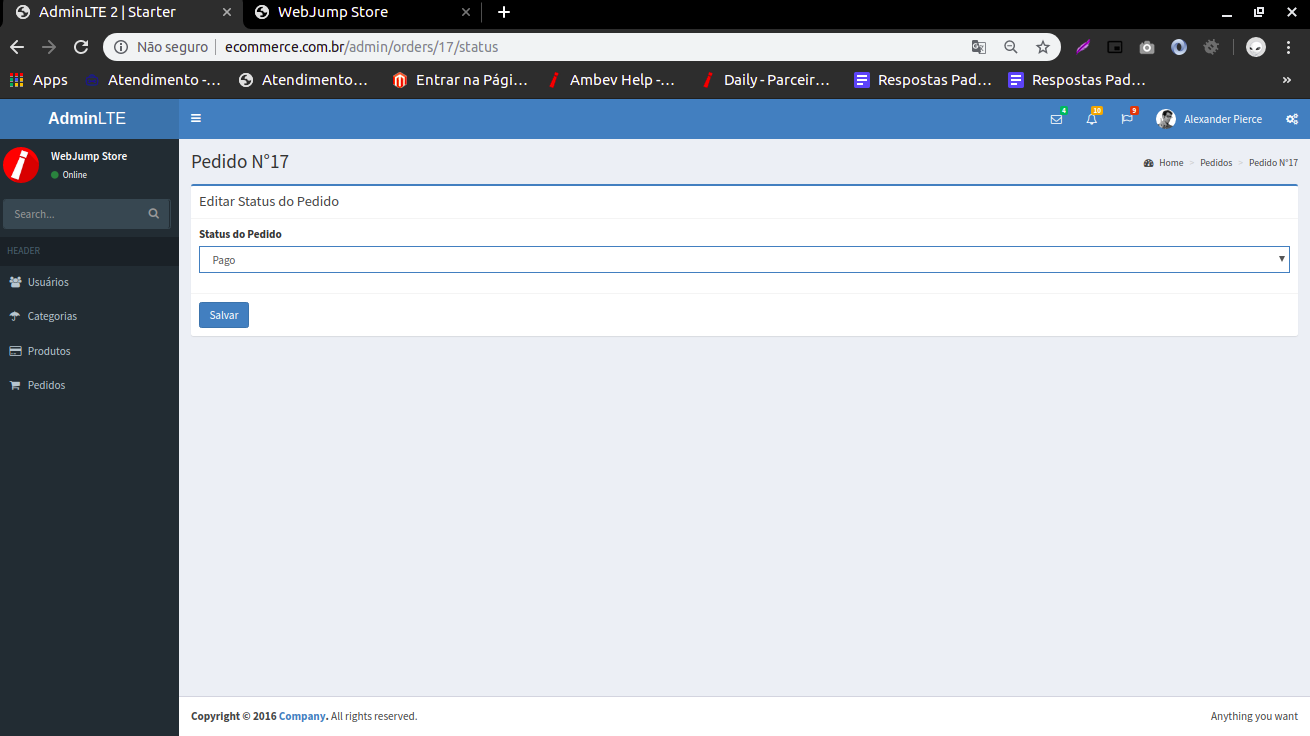 AdminLTE 2 | Starter
WebJump Store
Não seguro
ecommerce.com.br/admin/orders/17/status
Apps
Atendimento -...
Atendimento...
Entrar na Pági...
Ambev Help -...
Daily - Parceir...
Respostas Pad...
Respostas Pad...
»
AdminLTE
4
10
9
Alexander Pierce
WebJump Store
Online
Search...
HEADER
Usuários
Categorias
Produtos
Pedidos
Pedido N°17
Home > Pedidos > Pedido N°17
Editar Status do Pedido
Status do Pedido
Pago
Salvar
Copyright © 2016 Company. All rights reserved.
Anything you want